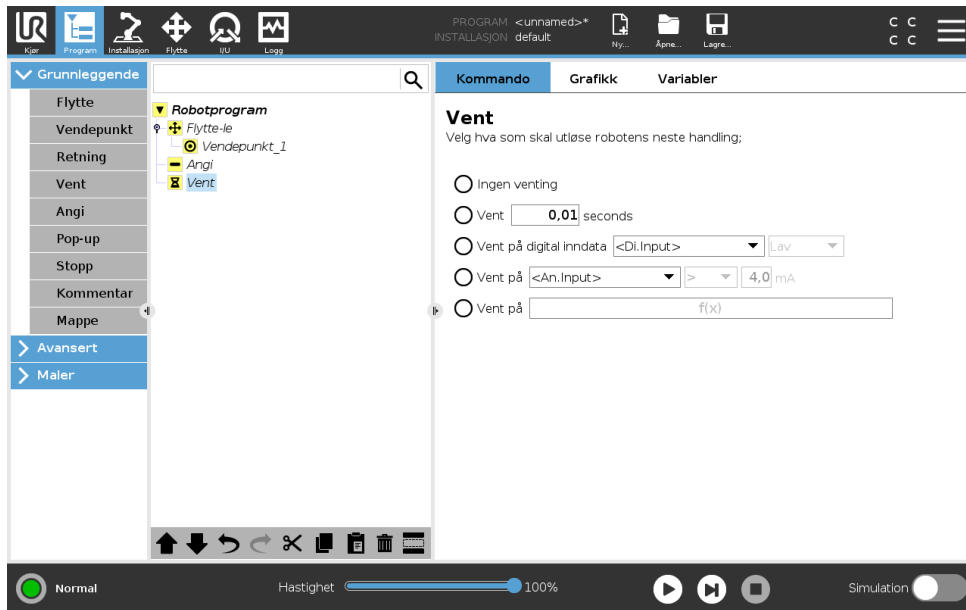 UR
PROGRAM <unnamed>*
INSTALLASJON default
Kjør Program Installasjon Flytte I/U Logg
Ny... Åpne... Lagre...
C C
C C
Grunnleggende
Flytte
Vendepunkt
Retning
Vent
Angi
Pop-up
Stopp
Kommentar
Mappe
Avansert
Maler
Robotprogram
Flytte-le
Vendepunkt_1
Angi
Vent
Kommando Grafikk Variabler
Vent
Velg hva som skal utløse robotens neste handling;
Ingen venting
Vent 0,01 seconds
Vent på digital inndata <Di.Input> Lav
Vent på <An.Input> > 4,0 mA
Vent på f(x)
Normal
Hastighet 100%
Simulation